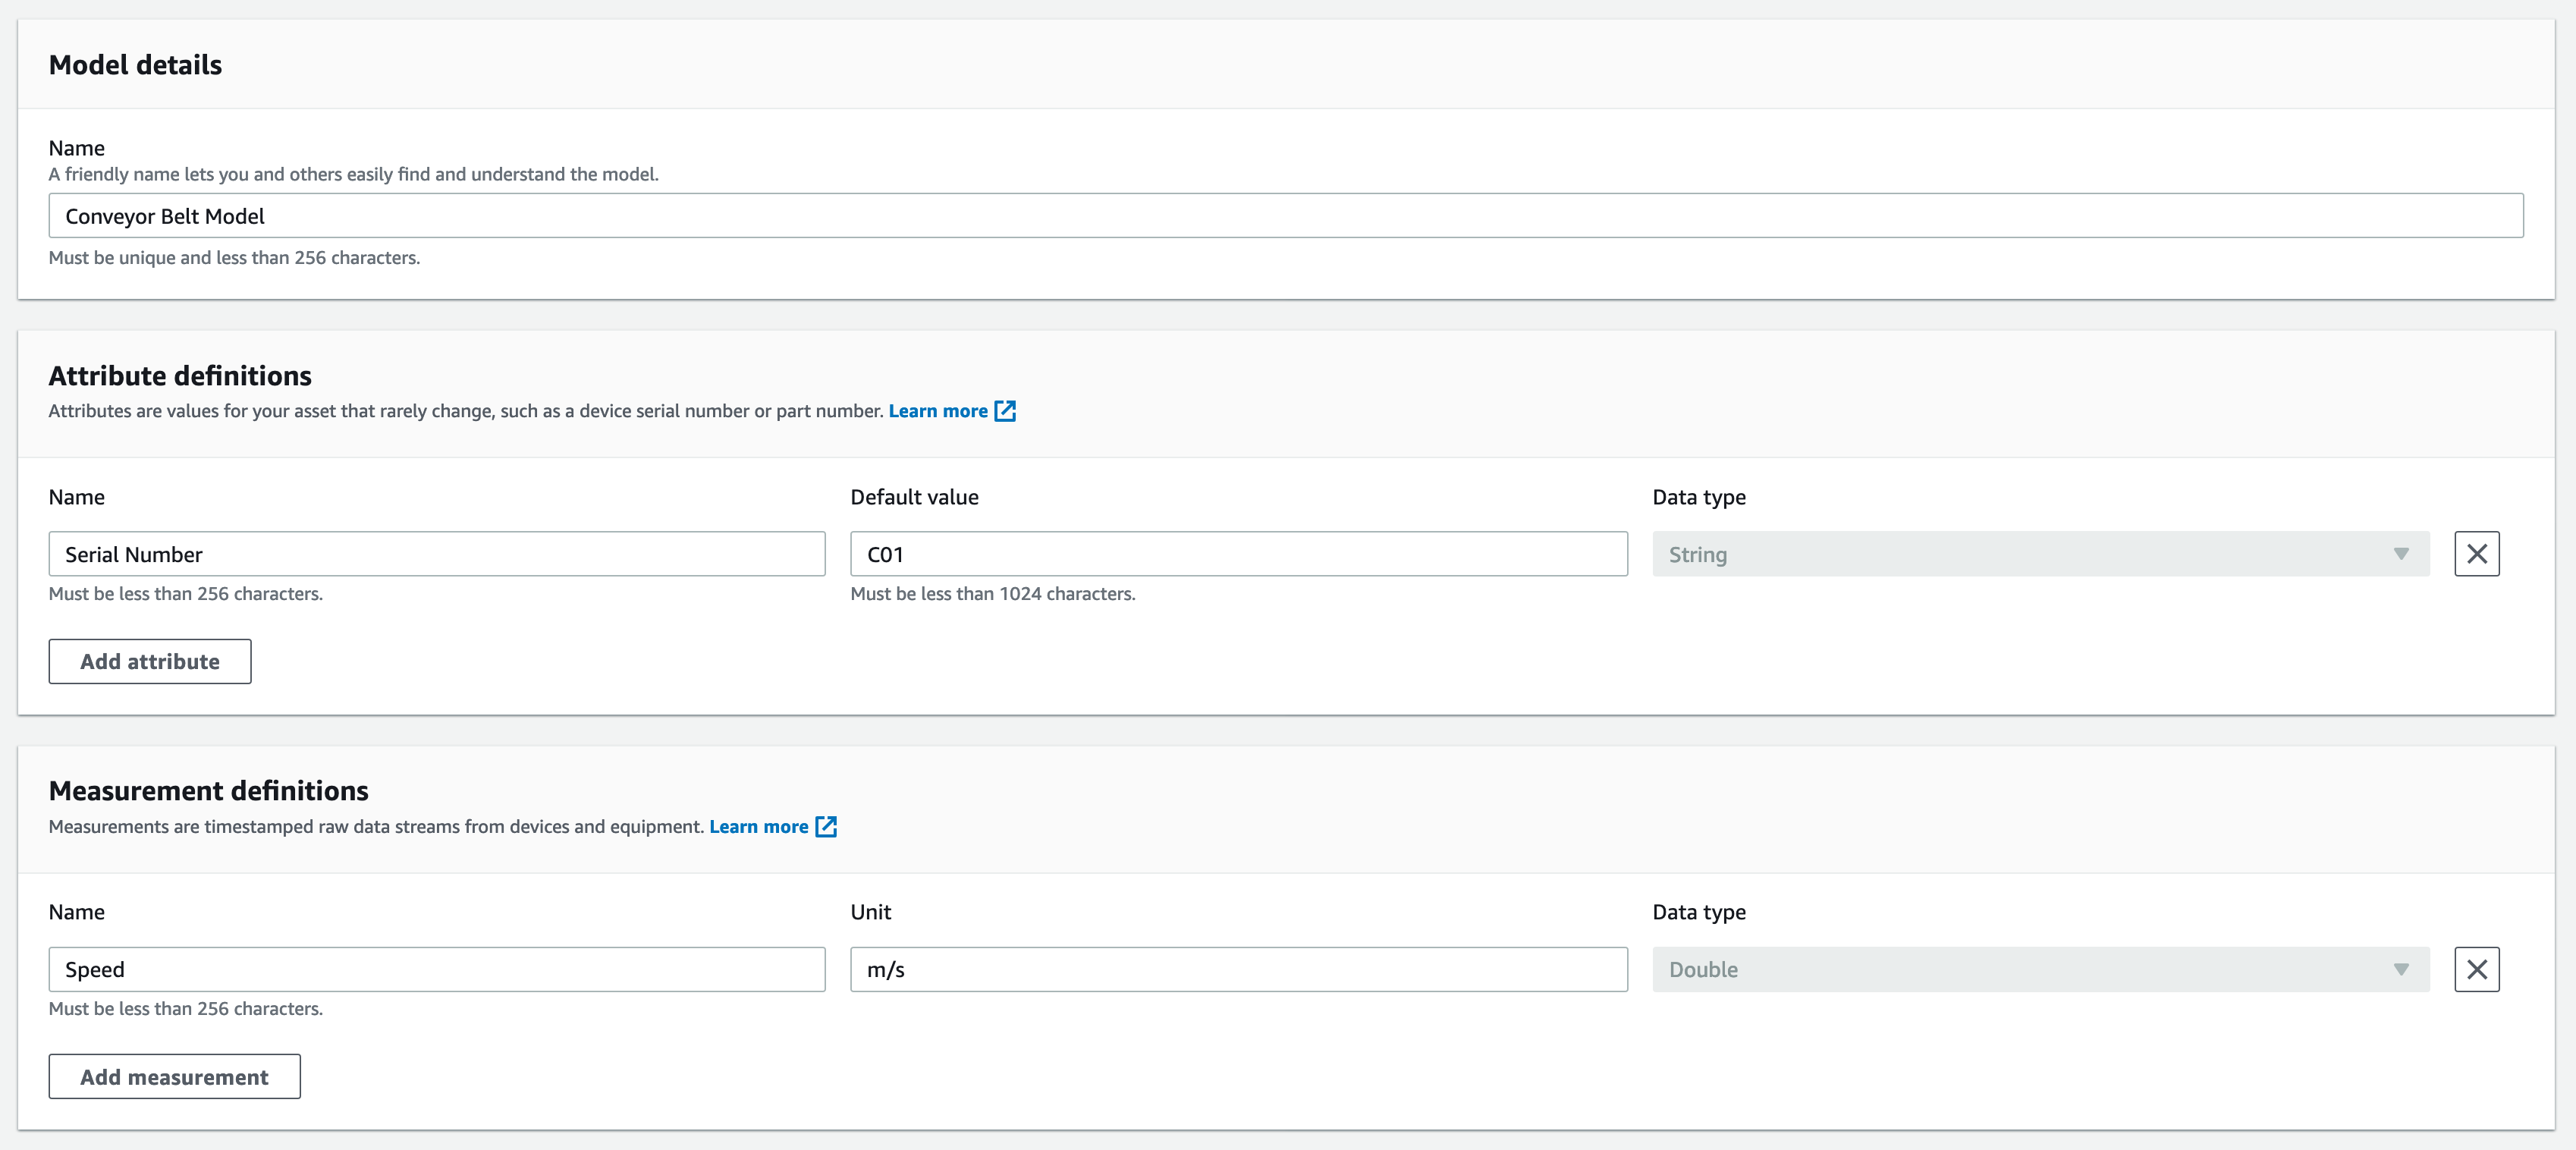 Model details
Name
A friendly name lets you and others easily find and understand the model.
Conveyor Belt Model
Must be unique and less than 256 characters.
Attribute definitions
Attributes are values for your asset that rarely change, such as a device serial number or part number. Learn more
Name Default value Data type
Serial Number C01 String
Must be less than 256 characters. Must be less than 1024 characters.
Add attribute
Measurement definitions
Measurements are timestamped raw data streams from devices and equipment. Learn more
Name Unit Data type
Speed m/s Double
Must be less than 256 characters.
Add measurement